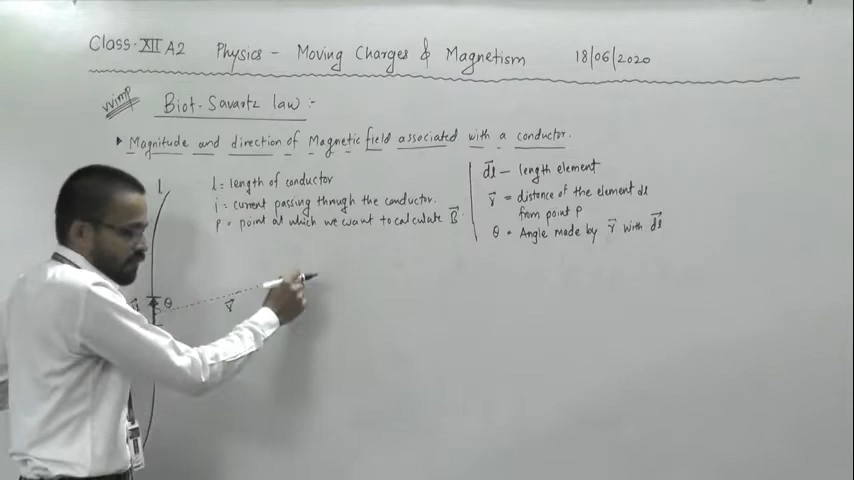 Class-XII A2 Physics - Moving Charges & Magnetism 18/06/2020
VVimp Biot-Savartz law :-
Magnitude and direction of Magnetic field associated with a conductor.
l
l = length of conductor
i = current passing through the conductor.
P = point at which we want to calculate B⃗.
d⃗l - length element
r⃗ = distance of the element dl
from point P
θ = Angle made by r⃗ with d⃗l
θ
r⃗